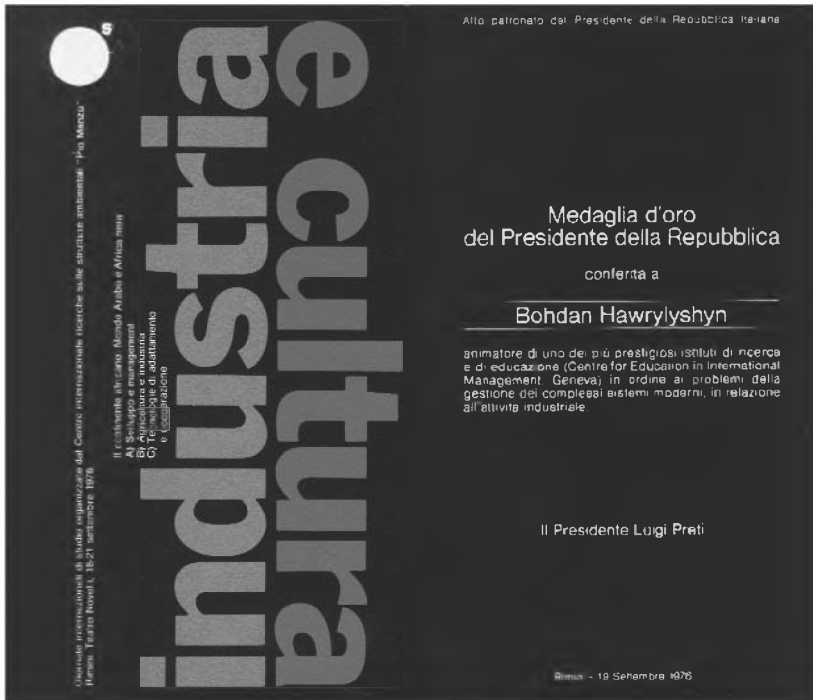 S
Giornate internazionali di studio organizzate dal Centro internazionale ricerche sulle strutture ambientali "Pio Manzù"
Rimini, Teatro Novelli, 18-21 settembre 1976
Il continente africano: Mondo Arabo e Africa nera
A) Sviluppo e management
B) Agricoltura e industria
C) Tecnologie di adattamento
e cooperazione
industria
e cultura
Alto patronato del Presidente della Repubblica Italiana
Medaglia d'oro
del Presidente della Repubblica
conferita a
Bohdan Hawrylyshyn
animatore di uno dei più prestigiosi istituti di ricerca
e di educazione (Centre for Education in International
Management, Geneva) in ordine ai problemi della
gestione dei complessi sistemi moderni, in relazione
all'attività industriale
Il Presidente Luigi Preti
Rimini - 19 Settembre 1976